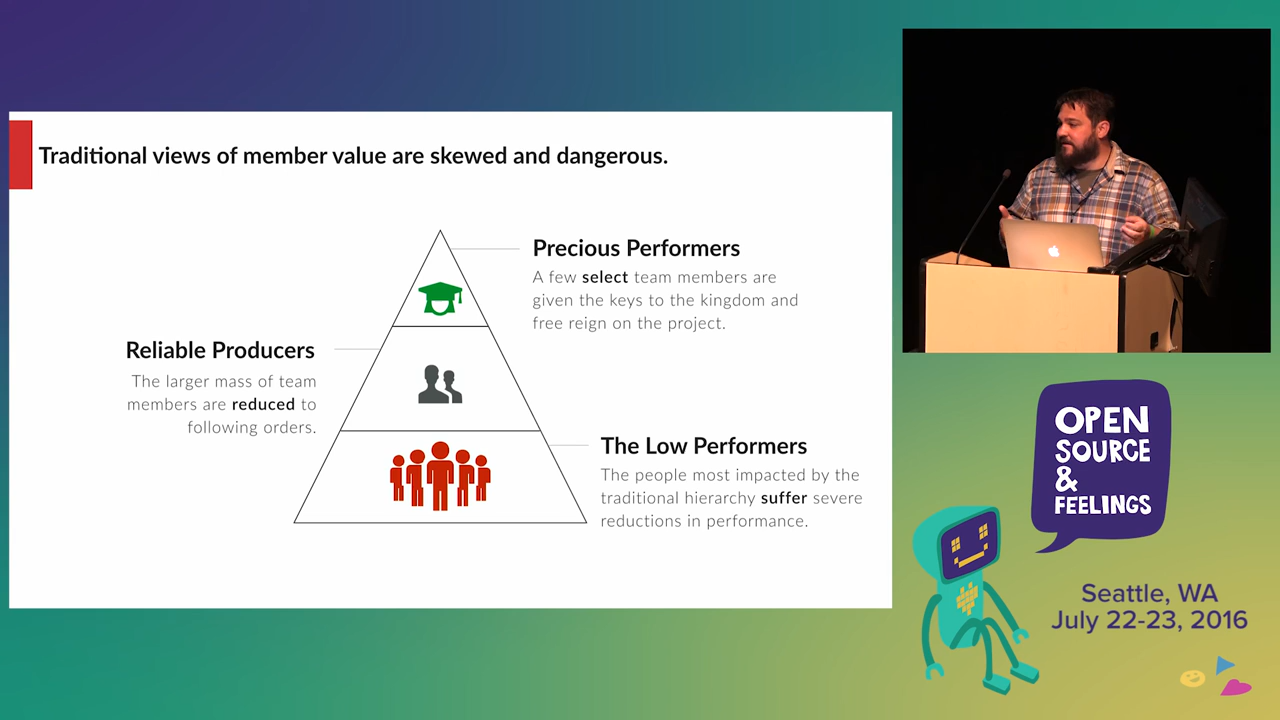 Traditional views of member value are skewed and dangerous.
Precious Performers
A few select team members are
given the keys to the kingdom and
free reign on the project.
Reliable Producers
The larger mass of team
members are reduced to
following orders.
The Low Performers
The people most impacted by the
traditional hierarchy suffer severe
reductions in performance.
OPEN
SOURCE
&
FEELINGS
Seattle, WA
July 22-23, 2016